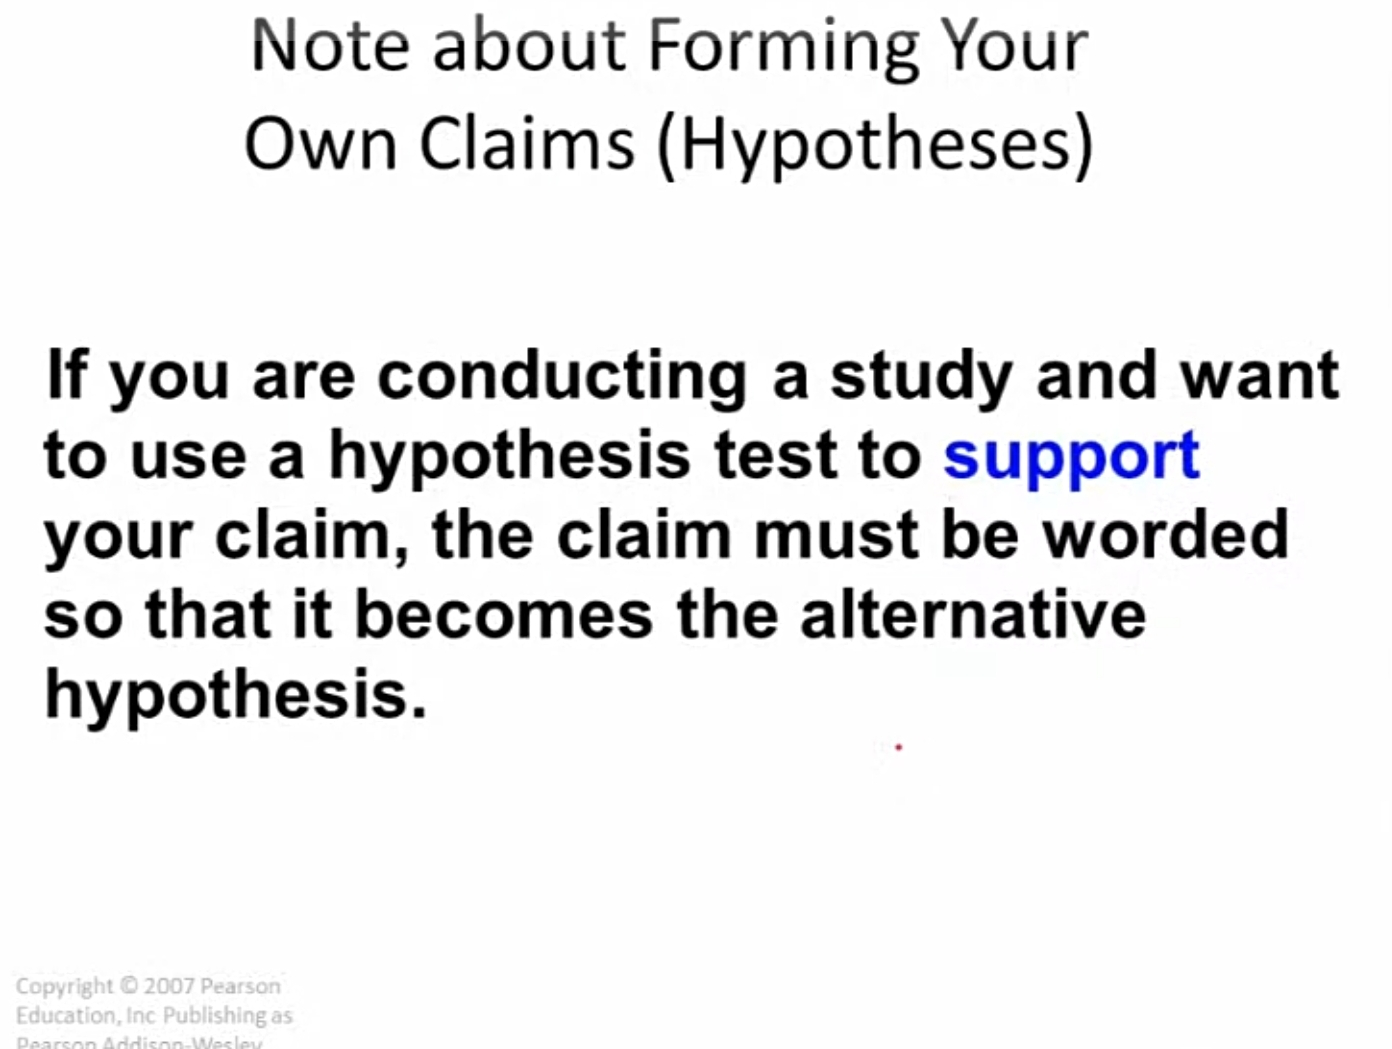 Note about Forming Your
Own Claims (Hypotheses)
If you are conducting a study and want
to use a hypothesis test to support
your claim, the claim must be worded
so that it becomes the alternative
hypothesis.
Copyright © 2007 Pearson
Education, Inc Publishing as
Pearson Addison-Wesley